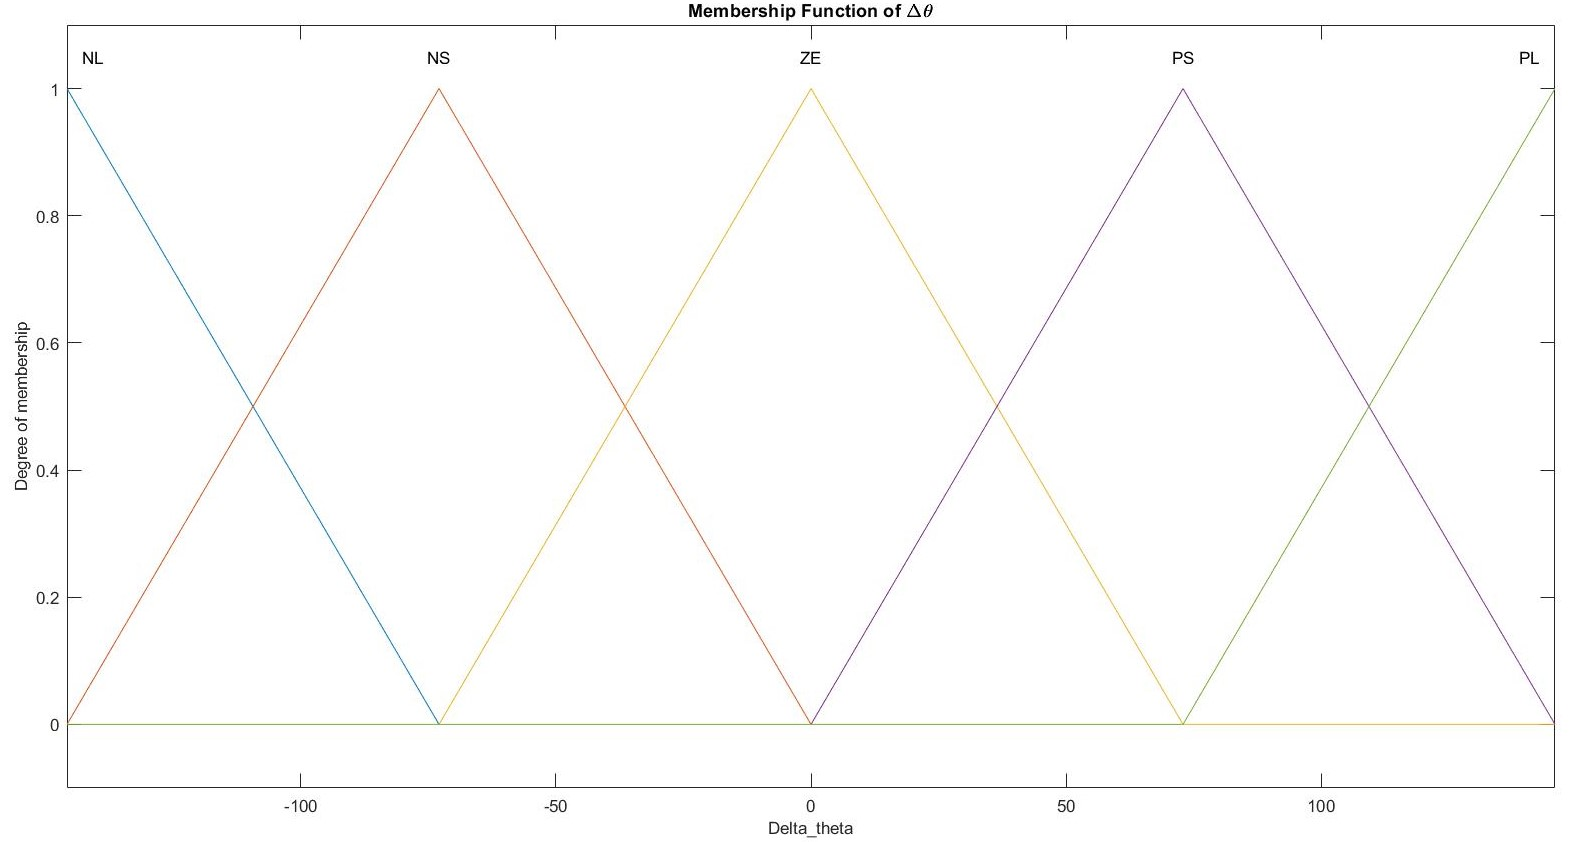 Membership Function of Δθ
NL NS ZE PS PL
1
0.8
0.6
0.4
0.2
0
Degree of membership
-100 -50 0 50 100
Delta_theta